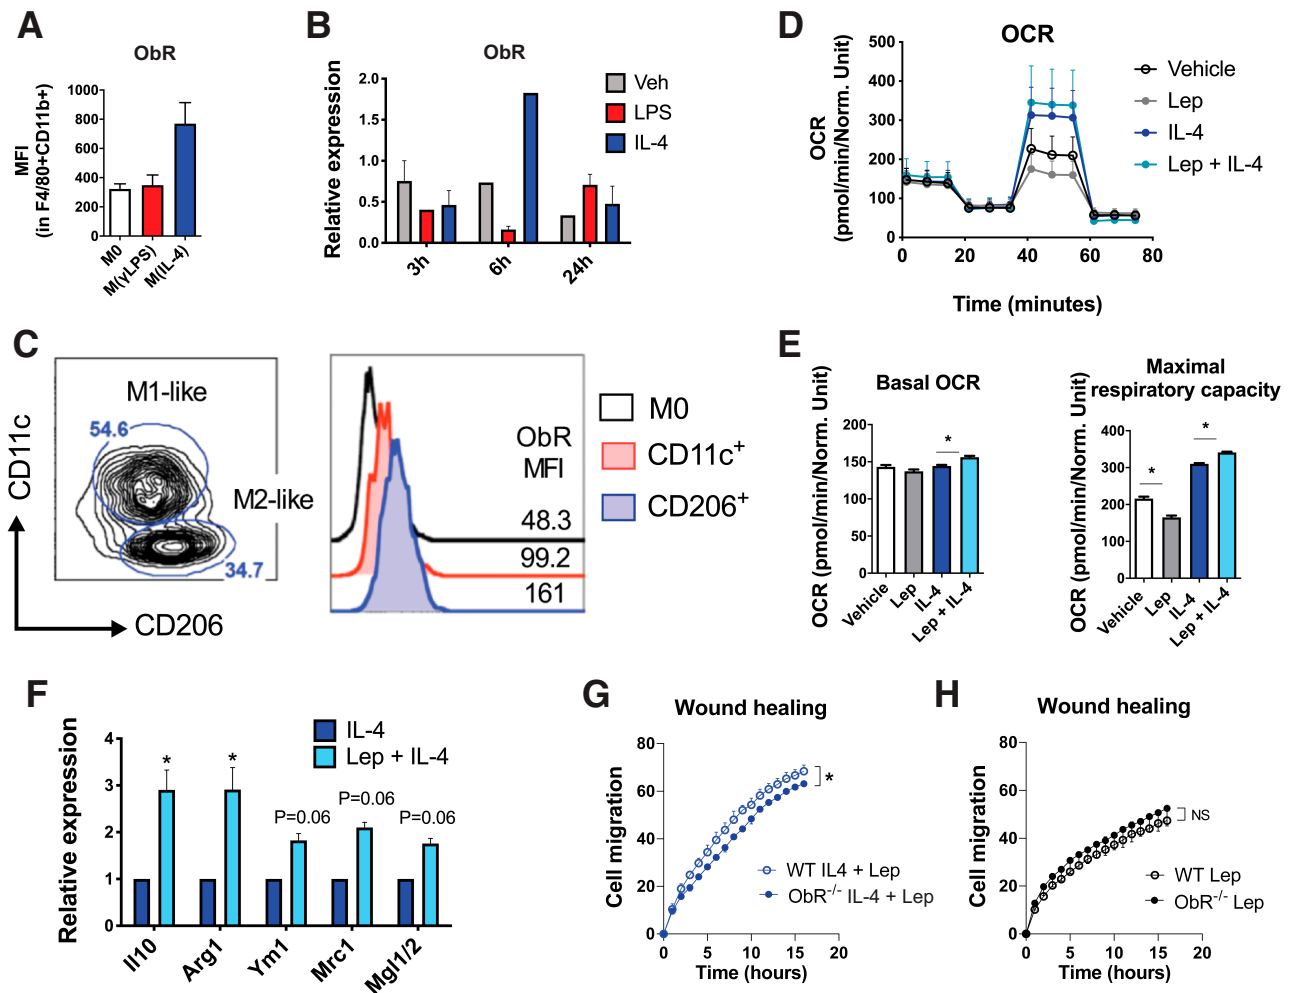 A
ObR
MFI
(in F4/80+CD11b+)
1000
800
600
400
200
0
M0
M(γLPS)
M(IL-4)
B
ObR
Relative expression
2.0
1.5
1.0
0.5
0.0
3h
6h
24h
Veh
LPS
IL-4
C
CD11c
M1-like
54.6
M2-like
34.7
CD206
ObR
MFI
48.3
99.2
161
M0
CD11c+
CD206+
D
OCR
OCR
(pmol/min/Norm. Unit)
500
400
300
200
100
0
0 20 40 60 80
Time (minutes)
Vehicle
Lep
IL-4
Lep + IL-4
E
Basal OCR
OCR (pmol/min/Norm. Unit)
200
150
100
50
0
*
Vehicle
Lep
IL-4
Lep + IL-4
Maximal
respiratory capacity
OCR (pmol/min/Norm. Unit)
400
300
200
100
0
*
*
Vehicle
Lep
IL-4
Lep + IL-4
F
Relative expression
4
3
2
1
0
IL-4
Lep + IL-4
*
*
P=0.06
P=0.06
P=0.06
Il10
Arg1
Ym1
Mrc1
Mgl1/2
G
Wound healing
Cell migration
80
60
40
20
0
0 5 10 15 20
Time (hours)
*
WT IL4 + Lep
ObR-/- IL-4 + Lep
H
Wound healing
Cell migration
80
60
40
20
0
0 5 10 15 20
Time (hours)
NS
WT Lep
ObR-/- Lep